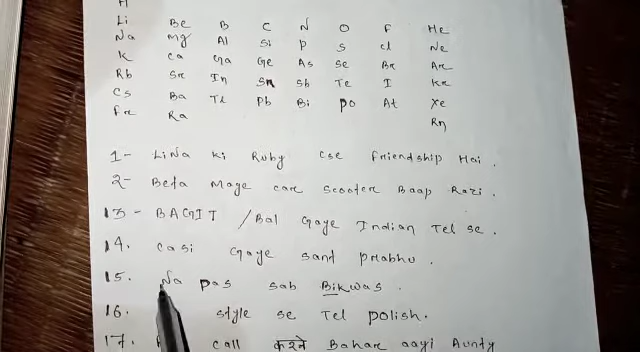 H
Li Be B C N O F He
Na Mg Al Si P S Cl Ne
K Ca Ga Ge As Se Br Ar
Rb Sr In Sn Sb Te I Kr
Cs Ba Tl Pb Bi Po At Xe
Fr Ra Rn
1- LiNa ki Ruby Cse Friendship Hai.
2- Beta Mage car Scooter Baap Razi.
13- BAGIT / Bal Gaye Indian Tel se.
14. Casi Gaye sand prabhu.
15. Na pas sab Bikwas.
16. style se Tel polish.
17. call करने Bahar aayi Aunty